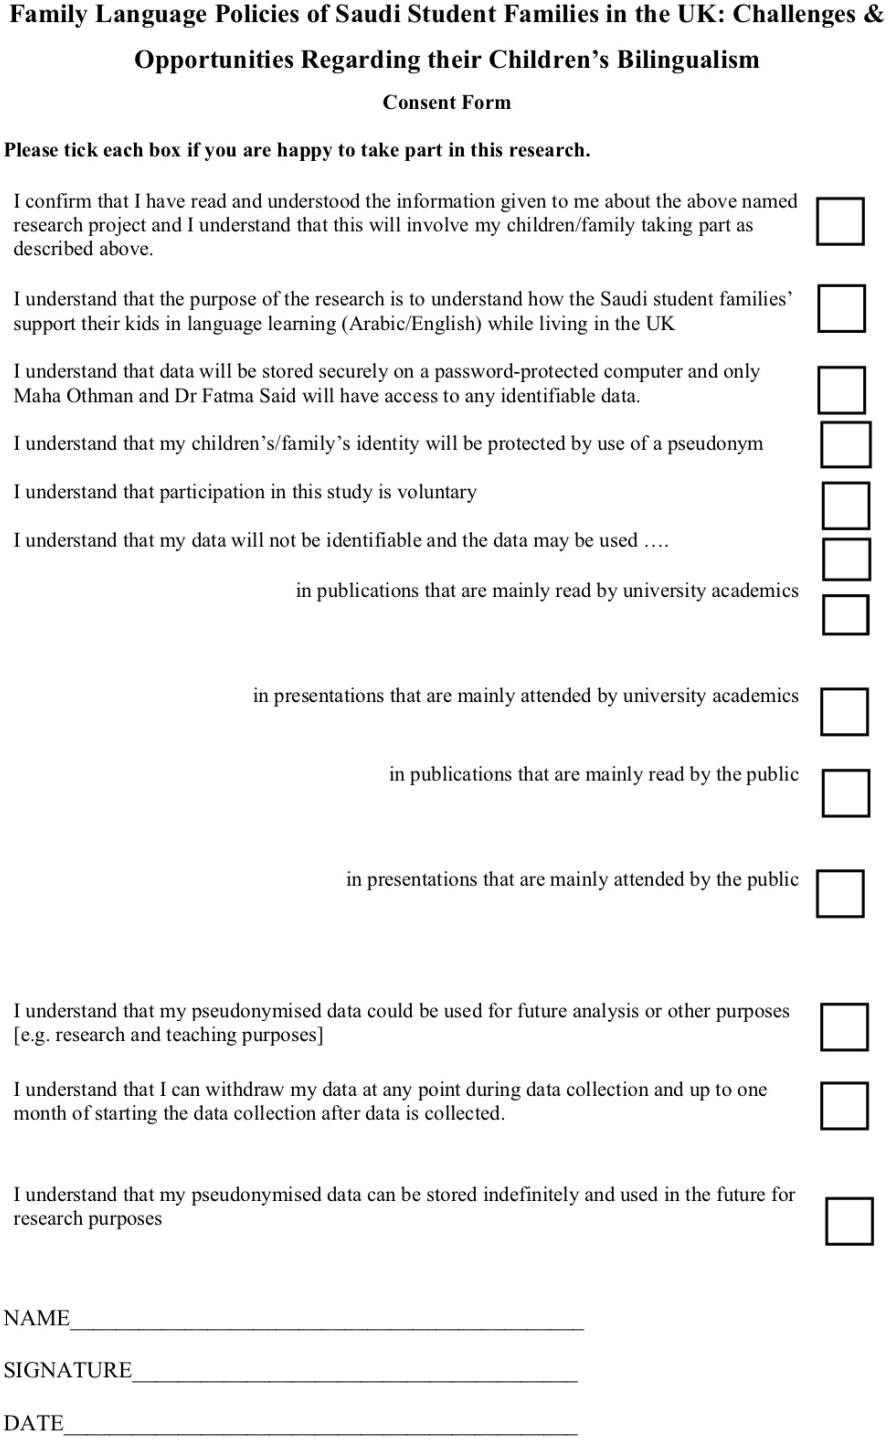 Family Language Policies of Saudi Student Families in the UK: Challenges &
Opportunities Regarding their Children’s Bilingualism
Consent Form
Please tick each box if you are happy to take part in this research.
I confirm that I have read and understood the information given to me about the above named
research project and I understand that this will involve my children/family taking part as
described above.
I understand that the purpose of the research is to understand how the Saudi student families’
support their kids in language learning (Arabic/English) while living in the UK
I understand that data will be stored securely on a password-protected computer and only
Maha Othman and Dr Fatma Said will have access to any identifiable data.
I understand that my children’s/family’s identity will be protected by use of a pseudonym
I understand that participation in this study is voluntary
I understand that my data will not be identifiable and the data may be used ….
in publications that are mainly read by university academics
in presentations that are mainly attended by university academics
in publications that are mainly read by the public
in presentations that are mainly attended by the public
I understand that my pseudonymised data could be used for future analysis or other purposes
[e.g. research and teaching purposes]
I understand that I can withdraw my data at any point during data collection and up to one
month of starting the data collection after data is collected.
I understand that my pseudonymised data can be stored indefinitely and used in the future for
research purposes
NAME
SIGNATURE
DATE